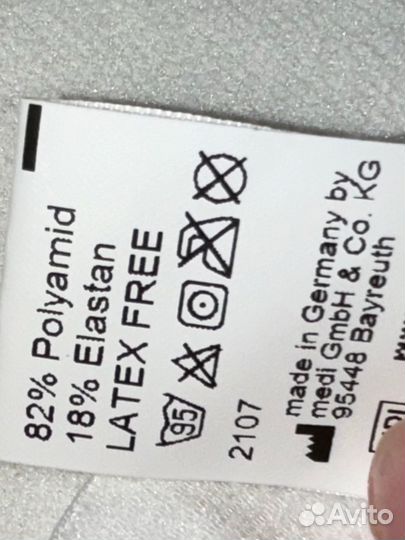 82% Polyamid
18% Elastan
LATEX FREE
95
2107
made in Germany by
medi GmbH & Co. KG
95448 Bayreuth
Avito